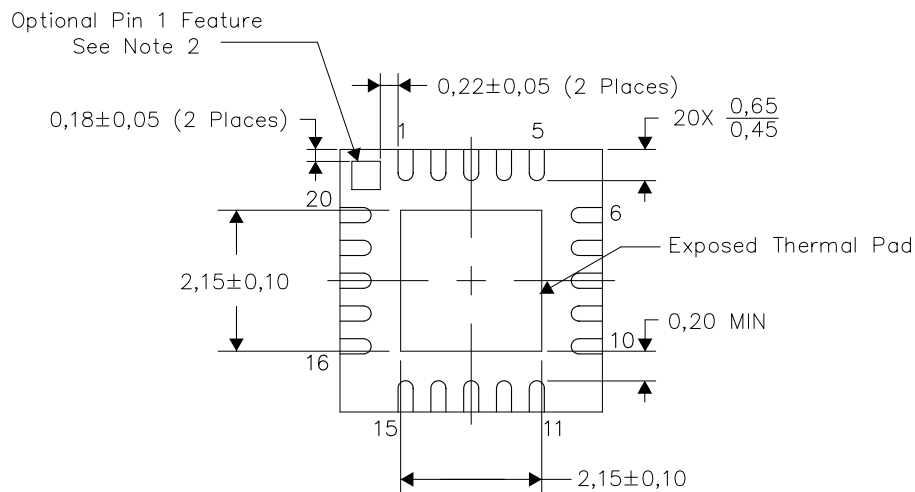 Optional Pin 1 Feature
See Note 2
0,22±0,05 (2 Places)
0,18±0,05 (2 Places)
1
5
20X 0,65
0,45
20
6
Exposed Thermal Pad
2,15±0,10
0,20 MIN
10
16
15
11
2,15±0,10